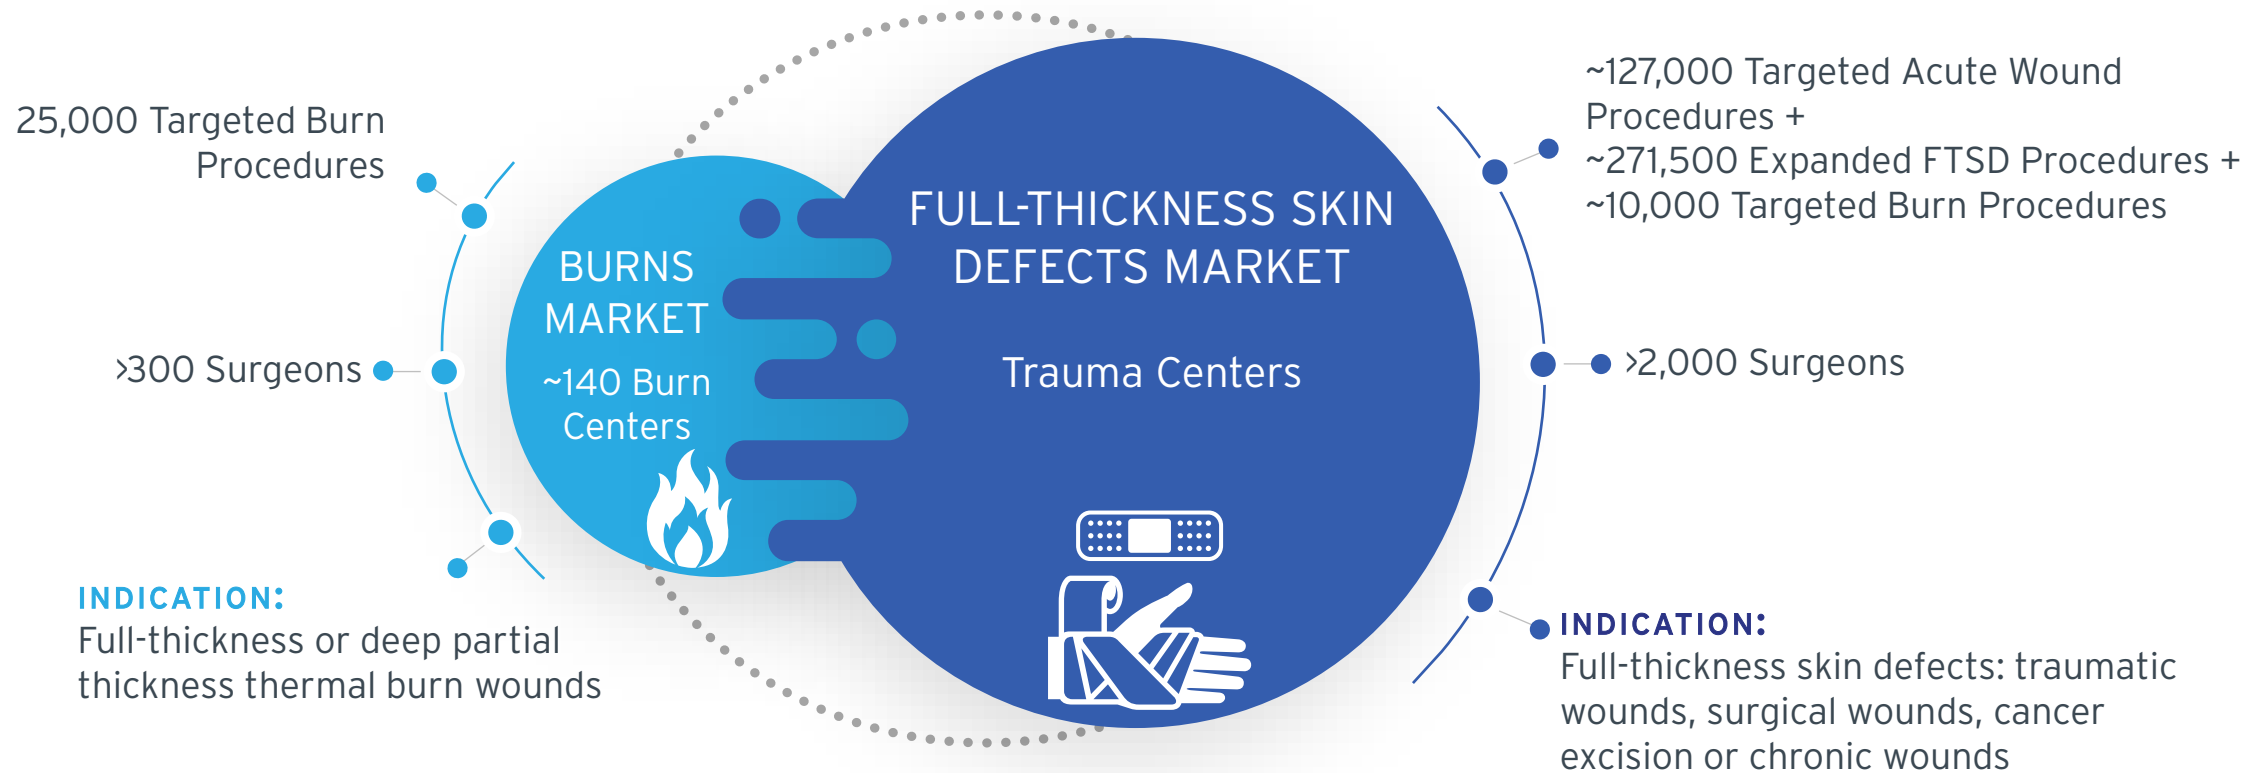 25,000 Targeted Burn
Procedures
>300 Surgeons
INDICATION:
Full-thickness or deep partial
thickness thermal burn wounds
BURNS
MARKET
~140 Burn
Centers
FULL-THICKNESS SKIN
DEFECTS MARKET
Trauma Centers
~127,000 Targeted Acute Wound
Procedures +
~271,500 Expanded FTSD Procedures +
~10,000 Targeted Burn Procedures
>2,000 Surgeons
INDICATION:
Full-thickness skin defects: traumatic
wounds, surgical wounds, cancer
excision or chronic wounds